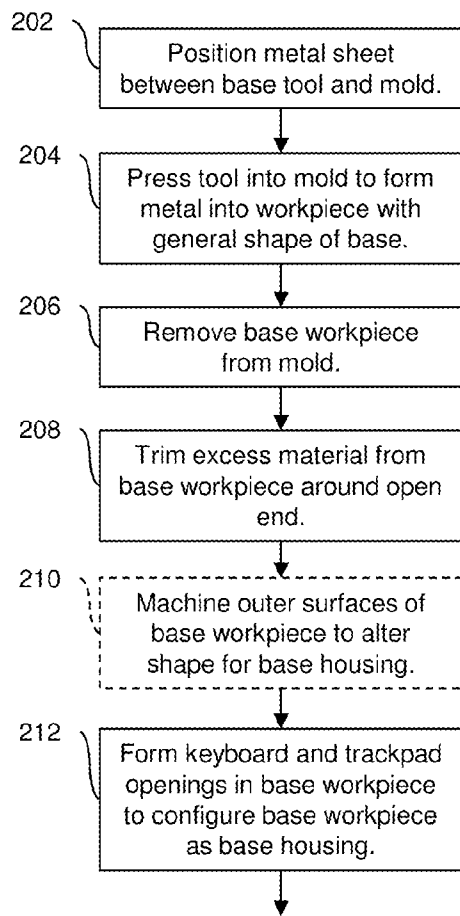 202
Position metal sheet
between base tool and mold.
204
Press tool into mold to form
metal into workpiece with
general shape of base.
206
Remove base workpiece
from mold.
208
Trim excess material from
base workpiece around open
end.
210
Machine outer surfaces of
base workpiece to alter
shape for base housing.
212
Form keyboard and trackpad
openings in base workpiece
to configure base workpiece
as base housing.